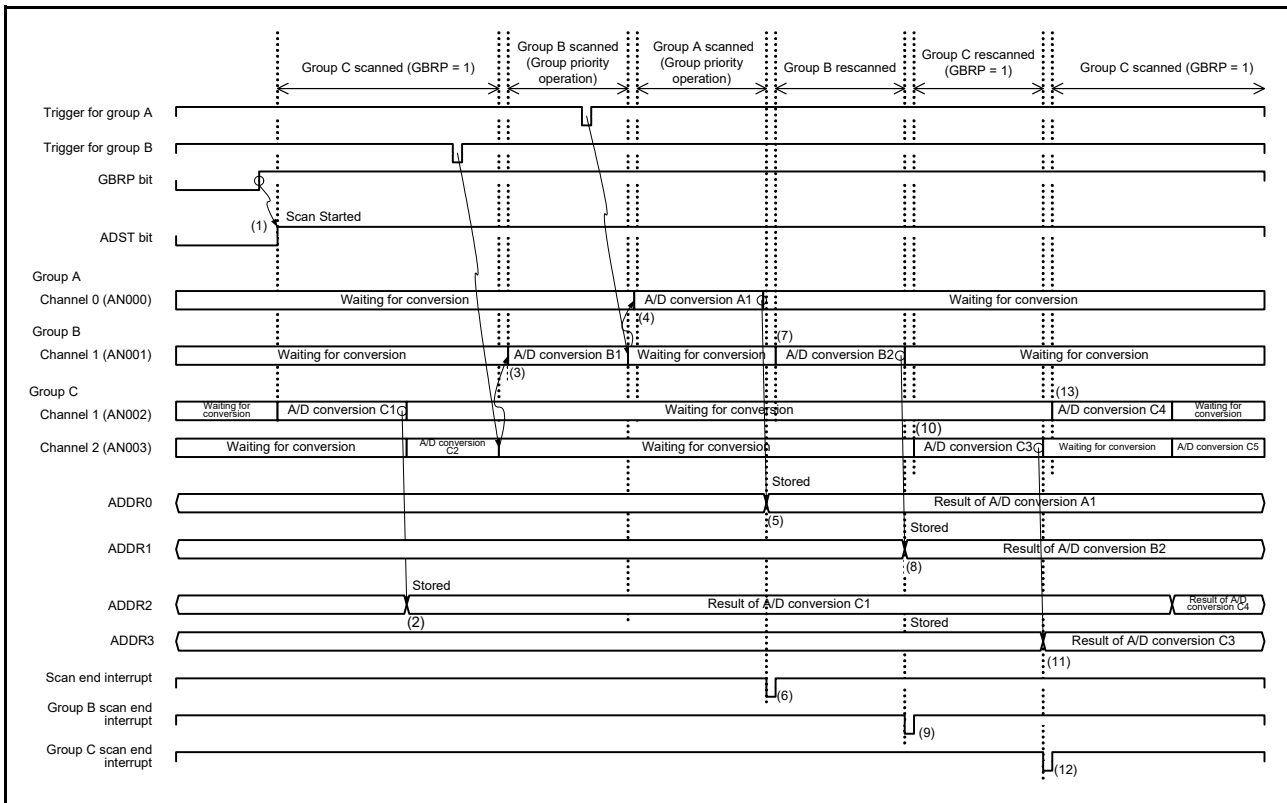 Group C scanned (GBRP = 1)
Group B scanned
(Group priority
operation)
Group A scanned
(Group priority
operation)
Group B rescanned
Group C rescanned
(GBRP = 1)
Group C scanned (GBRP = 1)
Trigger for group A
Trigger for group B
GBRP bit
(1)
Scan Started
ADST bit
Group A
Channel 0 (AN000)
Waiting for conversion
A/D conversion A1
Waiting for conversion
(4)
Group B
(7)
Channel 1 (AN001)
Waiting for conversion
A/D conversion B1
Waiting for conversion
A/D conversion B2
Waiting for conversion
(3)
Group C
(13)
Channel 1 (AN002)
Waiting for
conversion
A/D conversion C1
Waiting for conversion
A/D conversion C4
Waiting for
conversion
(10)
Channel 2 (AN003)
Waiting for conversion
A/D conversion
C2
Waiting for conversion
A/D conversion C3
Waiting for conversion
A/D conversion C5
Stored
ADDR0
Result of A/D conversion A1
(5)
Stored
ADDR1
Result of A/D conversion B2
(8)
Stored
ADDR2
Result of A/D conversion C1
Result of A/D
conversion C4
(2)
Stored
ADDR3
Result of A/D conversion C3
(11)
Scan end interrupt
(6)
Group B scan end
interrupt
(9)
Group C scan end
interrupt
(12)